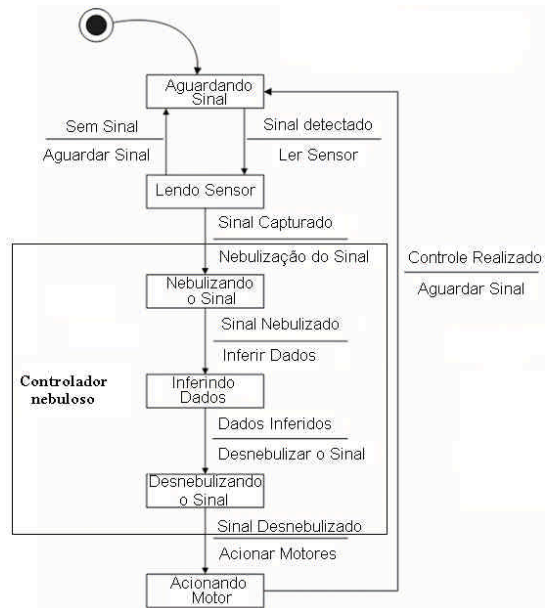 Aguardando
Sinal
Sem Sinal
Aguardar Sinal
Sinal detectado
Ler Sensor
Lendo Sensor
Sinal Capturado
Nebulização do Sinal
Controle Realizado
Aguardar Sinal
Nebulizando
o Sinal
Sinal Nebulizado
Inferir Dados
Controlador
nebuloso
Inferindo
Dados
Dados Inferidos
Desnebulizar o Sinal
Desnebulizando
o Sinal
Sinal Desnebulizado
Acionar Motores
Acionando
Motor